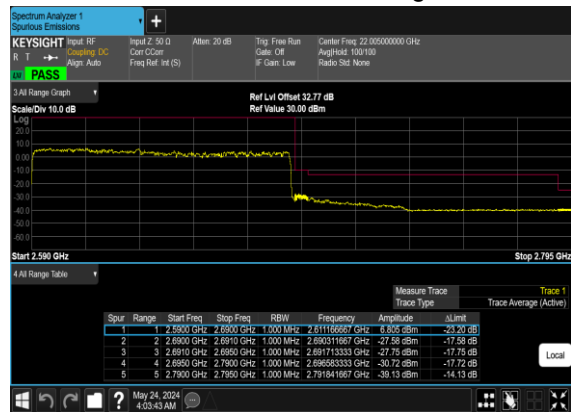 Spectrum Analyzer 1
Spurious Emissions
+
KEYSIGHT Input: RF Input Z: 50 Ω Atten: 20 dB Trig: Free Run Center Freq: 22.005000000 GHz
R T Coupling: DC Corr CCorr Gate: Off Avg|Hold: 100/100
Align: Auto Freq Ref: Int (S) IF Gain: Low Radio Std: None
LW PASS
3 All Range Graph
Ref Lvl Offset 32.77 dB
Scale/Div 10.0 dB Ref Value 30.00 dBm
Log
20.0
10.0
0.00
-10.0
-20.0
-30.0
-40.0
-50.0
-60.0
Start 2.590 GHz Stop 2.795 GHz
4 All Range Table
Measure Trace Trace 1
Trace Type Trace Average (Active)
Spur Range Start Freq Stop Freq RBW Frequency Amplitude ΔLimit
1 1 2.5900 GHz 2.6900 GHz 1.000 MHz 2.611166667 GHz 6.805 dBm -23.20 dB
2 2 2.6900 GHz 2.6910 GHz 1.000 MHz 2.690311667 GHz -27.58 dBm -17.58 dB
3 3 2.6910 GHz 2.6950 GHz 1.000 MHz 2.691713333 GHz -27.75 dBm -17.75 dB
4 4 2.6950 GHz 2.7900 GHz 1.000 MHz 2.696583333 GHz -30.72 dBm -17.72 dB
5 5 2.7900 GHz 2.7950 GHz 1.000 MHz 2.791841667 GHz -39.13 dBm -14.13 dB
Local
? May 24, 2024
4:03:43 AM